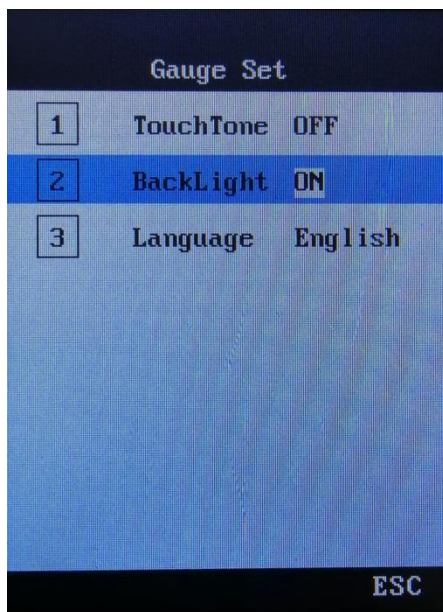 Gauge Set
1 TouchTone OFF
2 BackLight ON
3 Language English
ESC